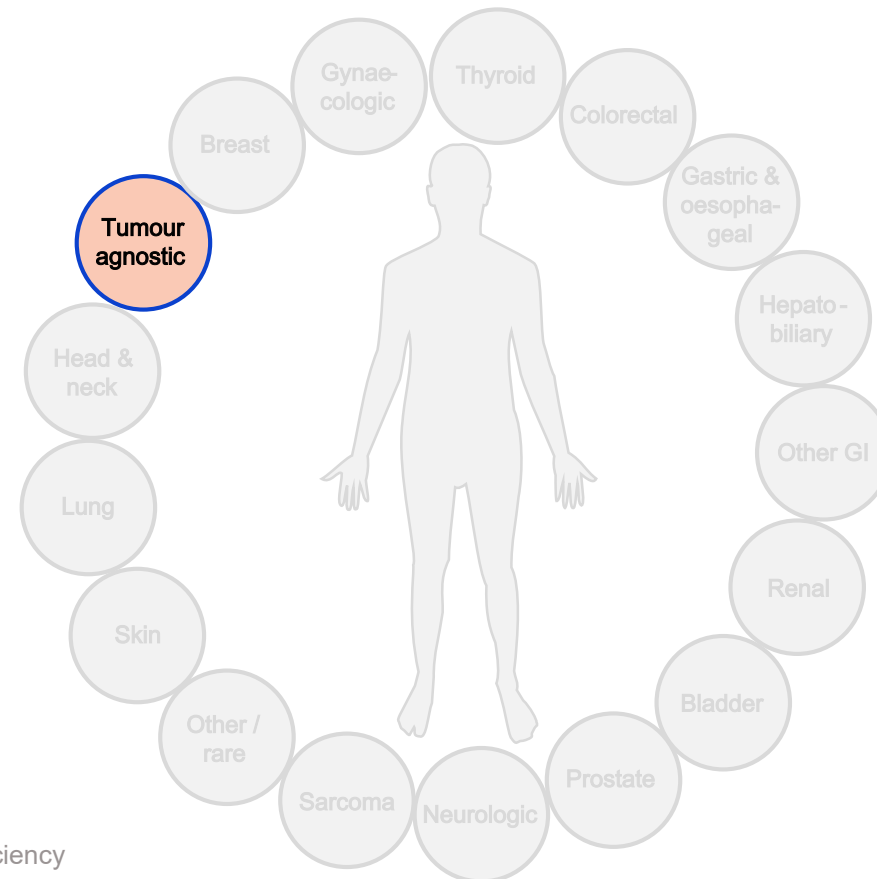 Thyroid
Gynae-
cologic
Colorectal
Breast
Gastric &
oesopha-
geal
Tumour
agnostic
Hepato-
biliary
Head &
neck
Other GI
Lung
Renal
Skin
Bladder
Other /
rare
Prostate
Sarcoma
Neurologic
ciency